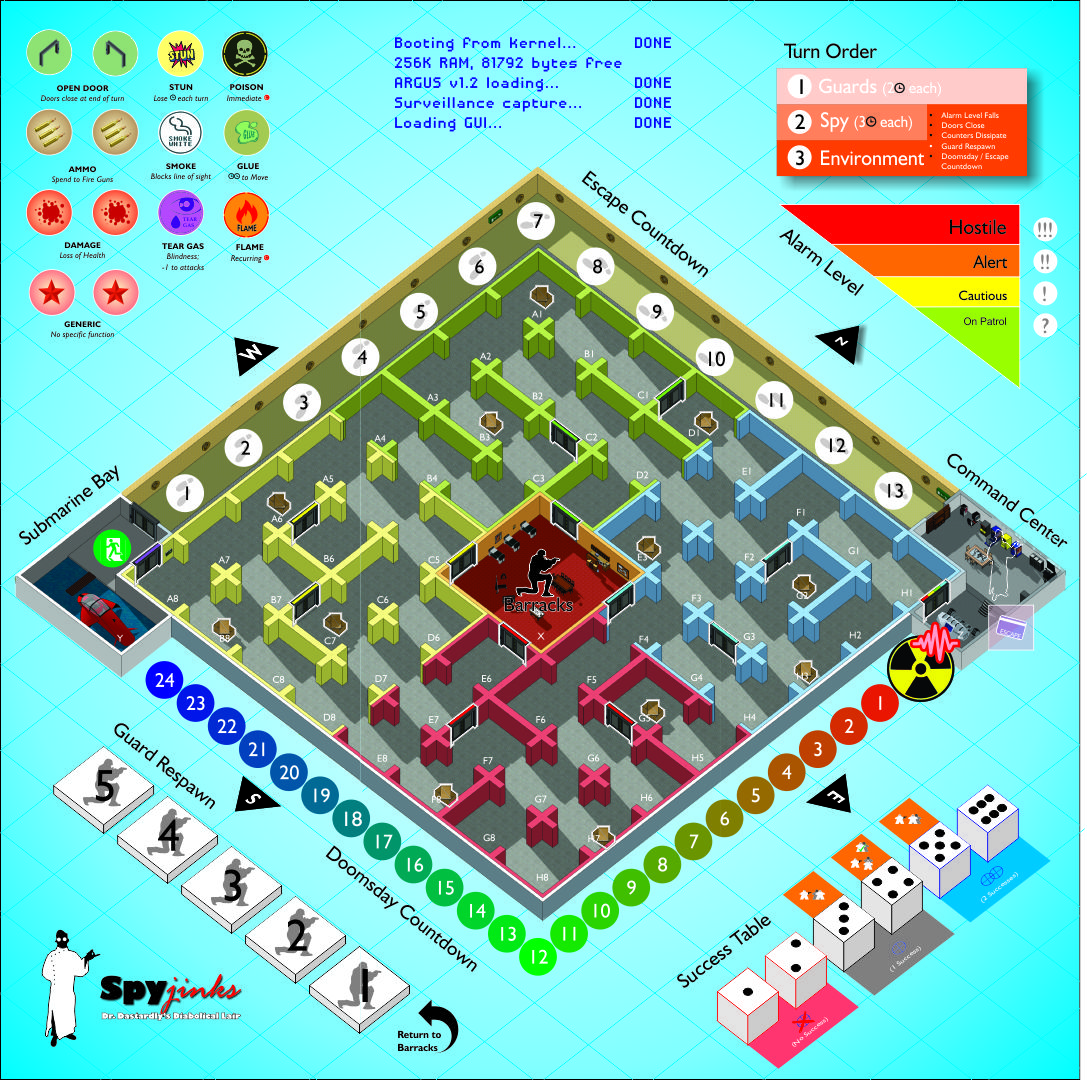 Booting from kernel... DONE
256K RAM, 81792 bytes free
ARGUS v1.2 loading... DONE
Surveillance capture... DONE
Loading GUI... DONE
OPEN DOOR
Doors close at end of turn
STUN
STUN
Lose each turn
POISON
Immediate
SMOKE
WHITE
GLUE
AMMO
Spend to Fire Guns
SMOKE
Blocks line of sight
GLUE
to Move
TEAR
GAS
FLAME
DAMAGE
Loss of Health
TEAR GAS
Blindness;
-1 to attacks
FLAME
Recurring
GENERIC
No specific function
Turn Order
1 Guards (2 each)
2 Spy (3 each)
3 Environment
• Alarm Level Falls
• Doors Close
• Counters Dissipate
• Guard Respawn
• Doomsday / Escape
Countdown
Alarm Level
Hostile !!!
Alert !!
Cautious !
On Patrol ?
W
N
S
E
Escape Countdown
1
2
3
4
5
6
7
8
9
10
11
12
13
Submarine Bay
Command Center
Y
ESCAPE
A1
A2
B1
A3
B2
C1
A4
B3
C2
D1
A5
B4
C3
D2
E1
A6
F1
A7
B6
C5
E3
F2
G1
A8
B7
C6
Barracks
X
F3
G2
H1
B8
C7
D6
F4
G3
H2
C8
D7
E6
F5
G4
H3
D8
E7
F6
G5
H4
E8
F7
G6
H5
F8
G7
H6
G8
H7
H8
24
23
22
21
20
19
18
17
16
15
14
13
12
11
10
9
8
7
6
5
4
3
2
1
Doomsday Countdown
Guard Respawn
5
4
3
2
1
Return to
Barracks
Spyjinks
Dr. Dastardly's Diabolical Lair
Success Table
(No Success)
(1 Success)
(2 Successes)